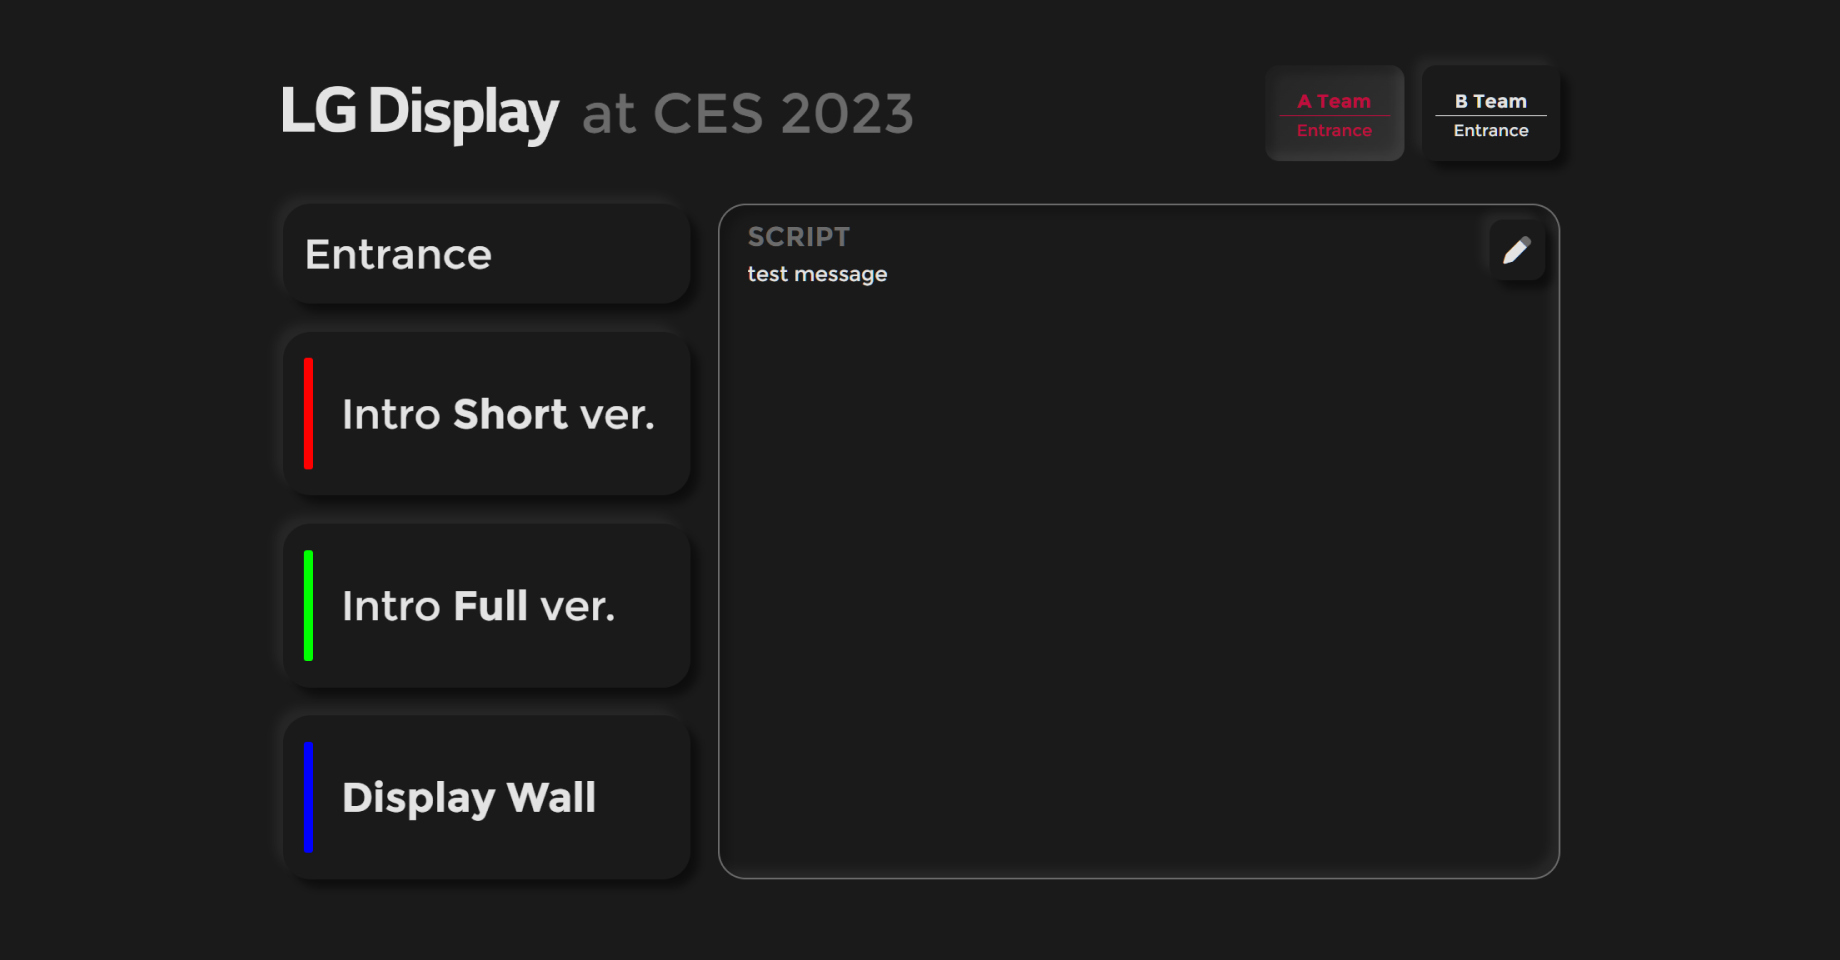 LG Display at CES 2023
A Team
Entrance
B Team
Entrance
Entrance
Intro Short ver.
Intro Full ver.
Display Wall
SCRIPT
test message